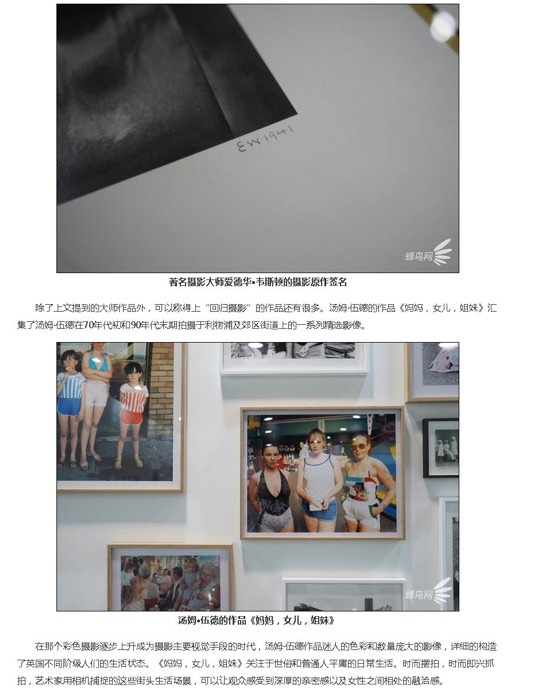 EW 1941
蜂鸟网
著名摄影大师爱德华•韦斯顿的摄影原作签名
除了上文提到的大师作品外，可以称得上“回归摄影”的作品还有很多。汤姆·伍德的作品《妈妈，女儿，姐妹》汇
集了汤姆·伍德在70年代初和90年代末期拍摄于利物浦及郊区街道上的一系列精选影像。
蜂鸟网
汤姆•伍德的作品《妈妈，女儿，姐妹》
在那个彩色摄影逐步上升成为摄影主要视觉手段的时代，汤姆·伍德作品迷人的色彩和数量庞大的影像，详细的构造
了英国不同阶级人们的生活状态。《妈妈，女儿，姐妹》关注于世俗和普通人平庸的日常生活。时而摆拍，时而即兴抓
拍，艺术家用相机捕捉的这些街头生活场景，可以让观众感受到深厚的亲密感以及女性之间相处的融洽感。